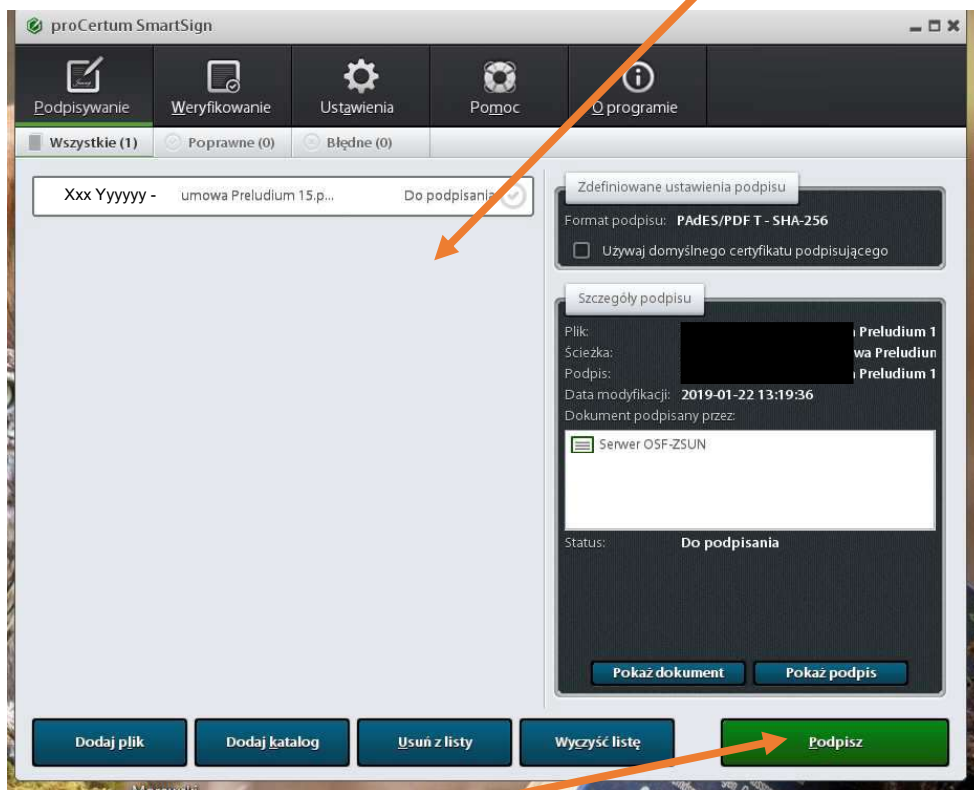 proCertum SmartSign
Podpisywanie Weryfikowanie Ustawienia Pomoc O programie
Wszystkie (1) Poprawne (0) Błędne (0)
Xxx Yyyyyy - umowa Preludium 15.p... Do podpisania
Zdefiniowane ustawienia podpisu
Format podpisu: PAdES/PDF T - SHA-256
Używaj domyślnego certyfikatu podpisującego
Szczegóły podpisu
Plik: Preludium 1
Ścieżka: wa Preludiun
Podpis: Preludium 1
Data modyfikacji: 2019-01-22 13:19:36
Dokument podpisany przez:
Serwer OSF-ZSUN
Status: Do podpisania
Pokaż dokument Pokaż podpis
Dodaj plik Dodaj katalog Usuń z listy Wyczyść listę Podpisz